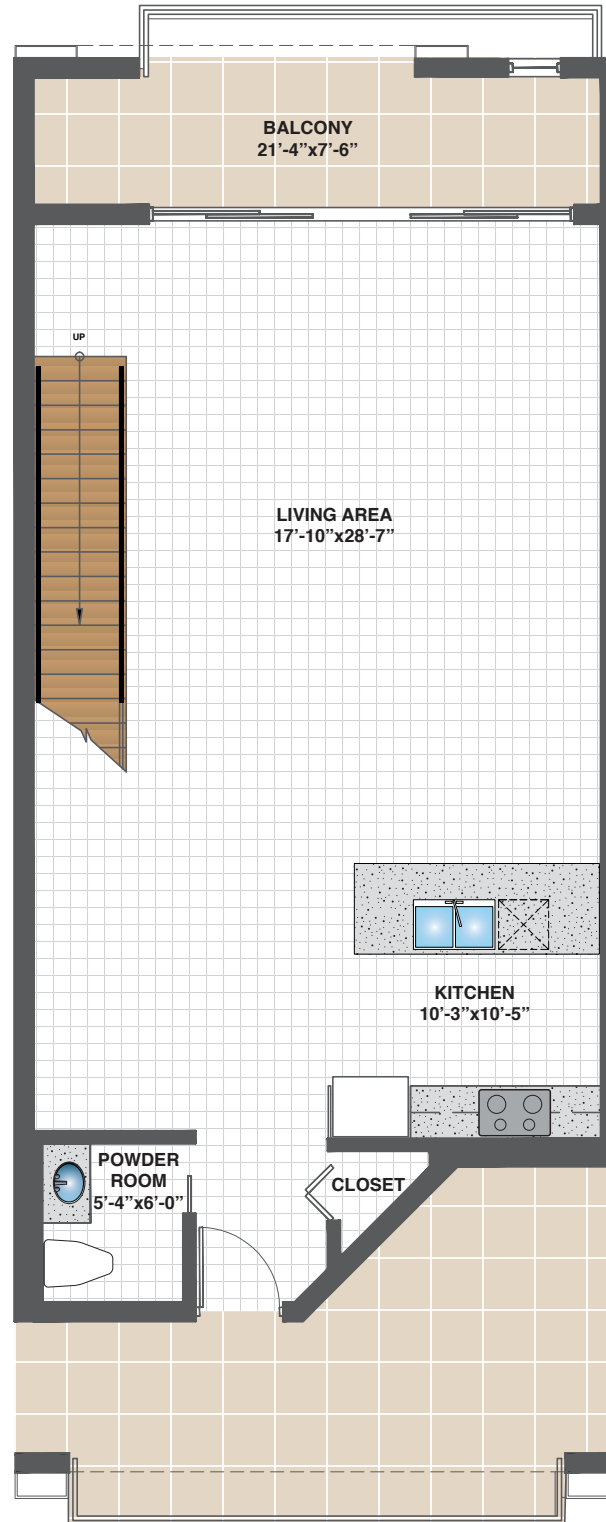 BALCONY
21’-4”x7’-6”
UP
LIVING AREA
17’-10”x28’-7”
KITCHEN
10’-3”x10’-5”
POWDER
ROOM
5’-4”x6’-0”
CLOSET